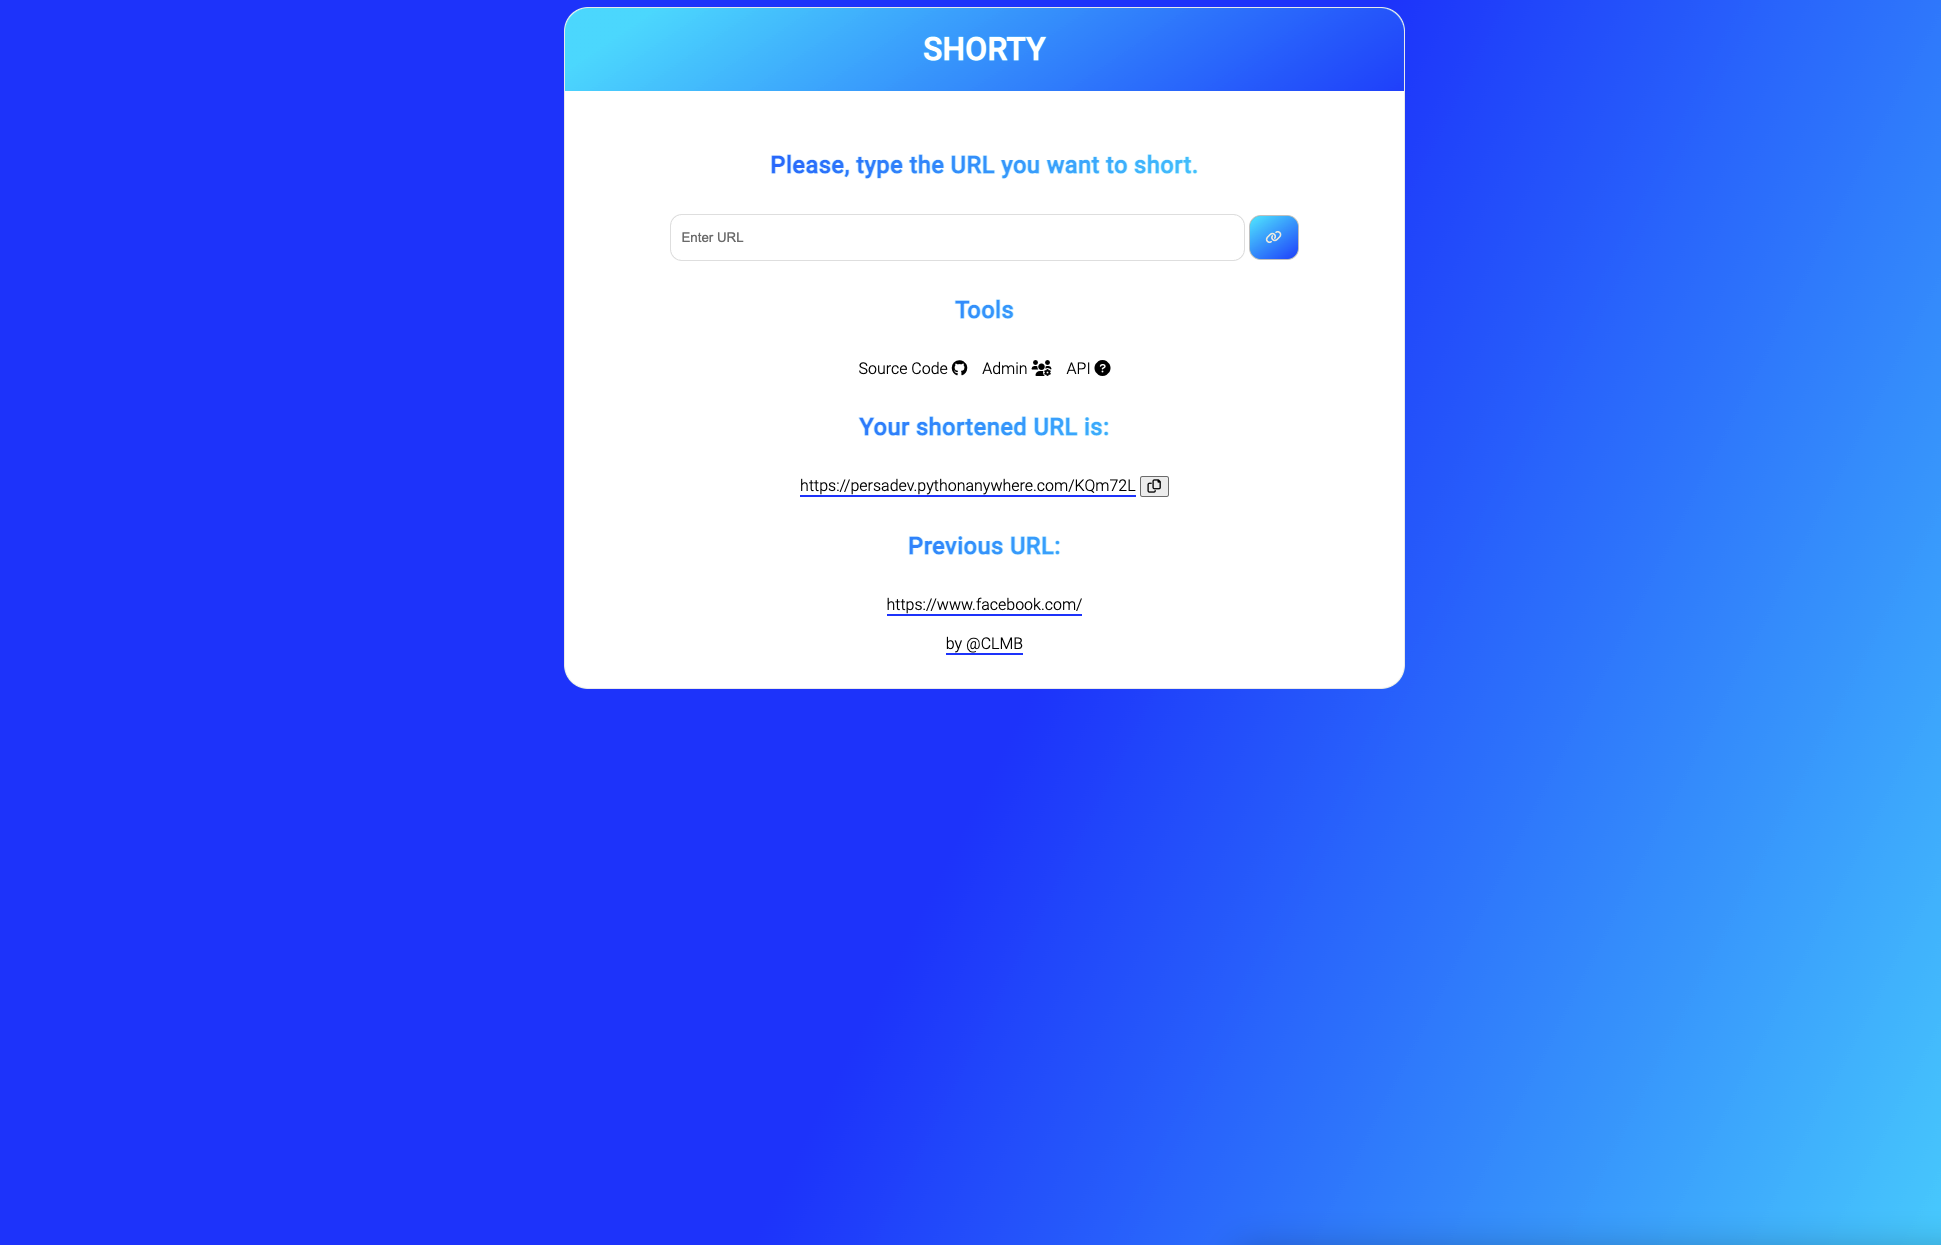 SHORTY
Please, type the URL you want to short.
Enter URL
Tools
Source Code Admin API
Your shortened URL is:
https://persadev.pythonanywhere.com/KQm72L
Previous URL:
https://www.facebook.com/
by @CLMB